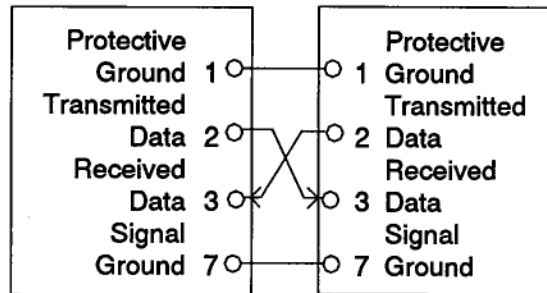 Protective
Ground 1
Transmitted
Data 2
Received
Data 3
Signal
Ground 7
Protective
1 Ground
Transmitted
2 Data
Received
3 Data
Signal
7 Ground